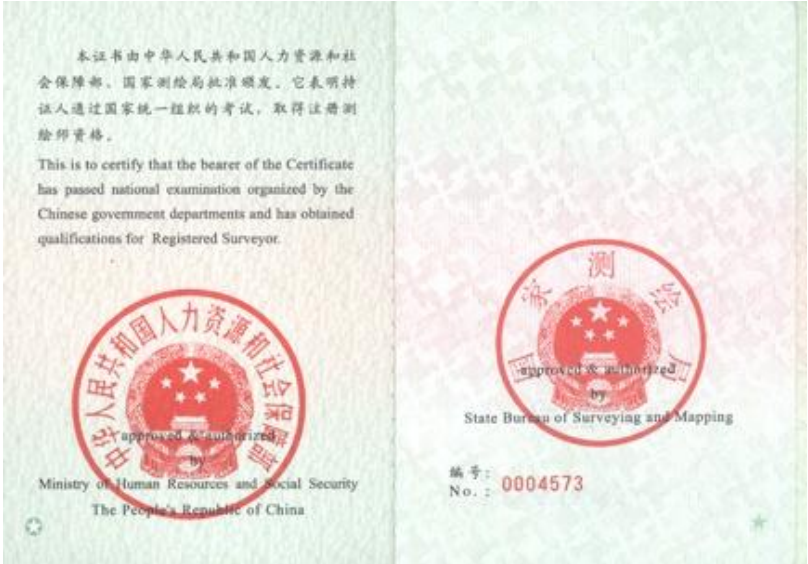 本证书由中华人民共和国人力资源和社
会保障部、国家测绘局批准颁发。它表明持
证人通过国家统一组织的考试，取得注册测
绘师资格。
This is to certify that the bearer of the Certificate
has passed national examination organized by the
Chinese government departments and has obtained
qualifications for Registered Surveyor.
中华人民共和国人力资源和社会保障部
approved & authorized
by
Ministry of Human Resources and Social Security
The People's Republic of China
国家测绘局
approved & authorized
by
State Bureau of Surveying and Mapping
编号：
No.： 0004573